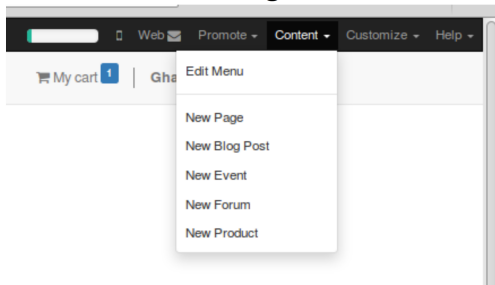 Web Promote Content Customize Help
My cart 1 Gha
Edit Menu
New Page
New Blog Post
New Event
New Forum
New Product